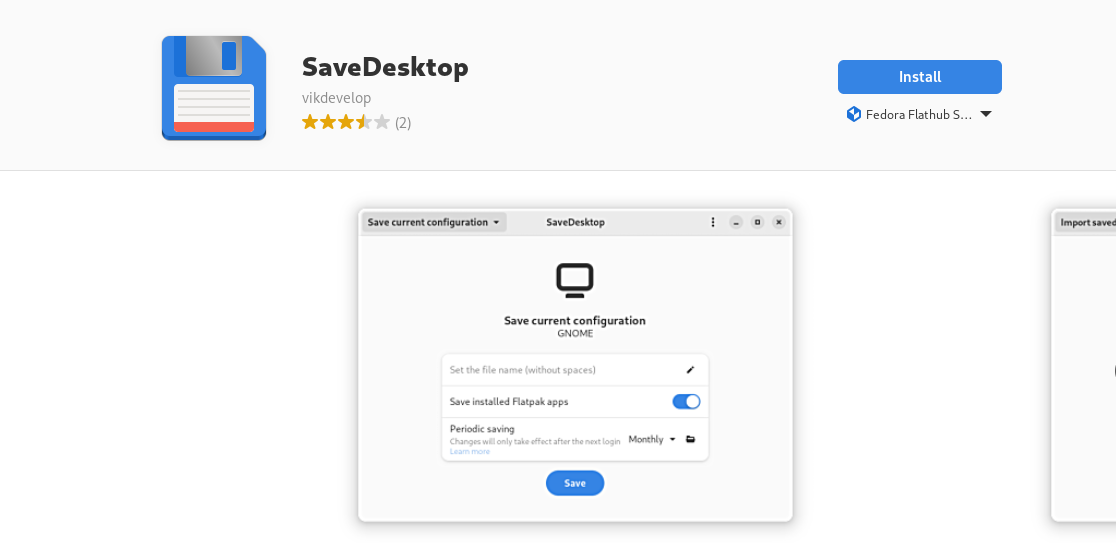 SaveDesktop
vikdevelop
(2)
Install
Fedora Flathub S...
Save current configuration
SaveDesktop
Save current configuration
GNOME
Set the file name (without spaces)
Save installed Flatpak apps
Periodic saving
Changes will only take effect after the next login
Learn more
Monthly
Save
Import saved